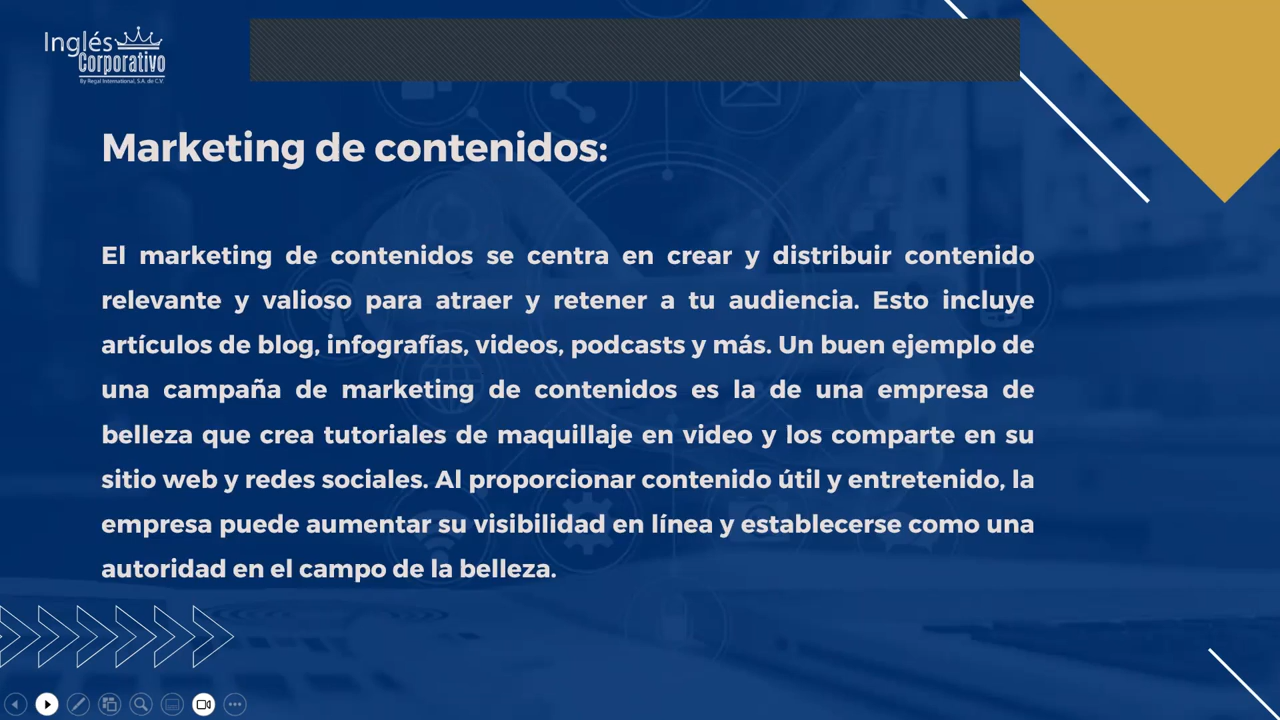 Inglés
Corporativo
By Regal International, S.A. de C.V.
Marketing de contenidos:
El marketing de contenidos se centra en crear y distribuir contenido
relevante y valioso para atraer y retener a tu audiencia. Esto incluye
artículos de blog, infografías, videos, podcasts y más. Un buen ejemplo de
una campaña de marketing de contenidos es la de una empresa de
belleza que crea tutoriales de maquillaje en video y los comparte en su
sitio web y redes sociales. Al proporcionar contenido útil y entretenido, la
empresa puede aumentar su visibilidad en línea y establecerse como una
autoridad en el campo de la belleza.